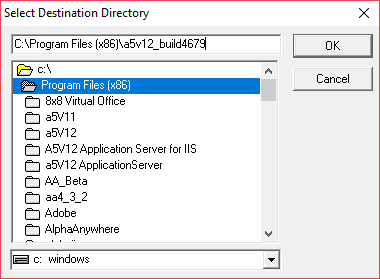 Select Destination Directory
C:\Program Files (x86)\a5v12_build4679
OK
Cancel
c:\
Program Files (x86)
8x8 Virtual Office
a5V11
a5V12
A5V12 Application Server for IIS
a5V12 ApplicationServer
AA_Beta
aa4_3_2
Adobe
AlphaAnywhere
c: windows